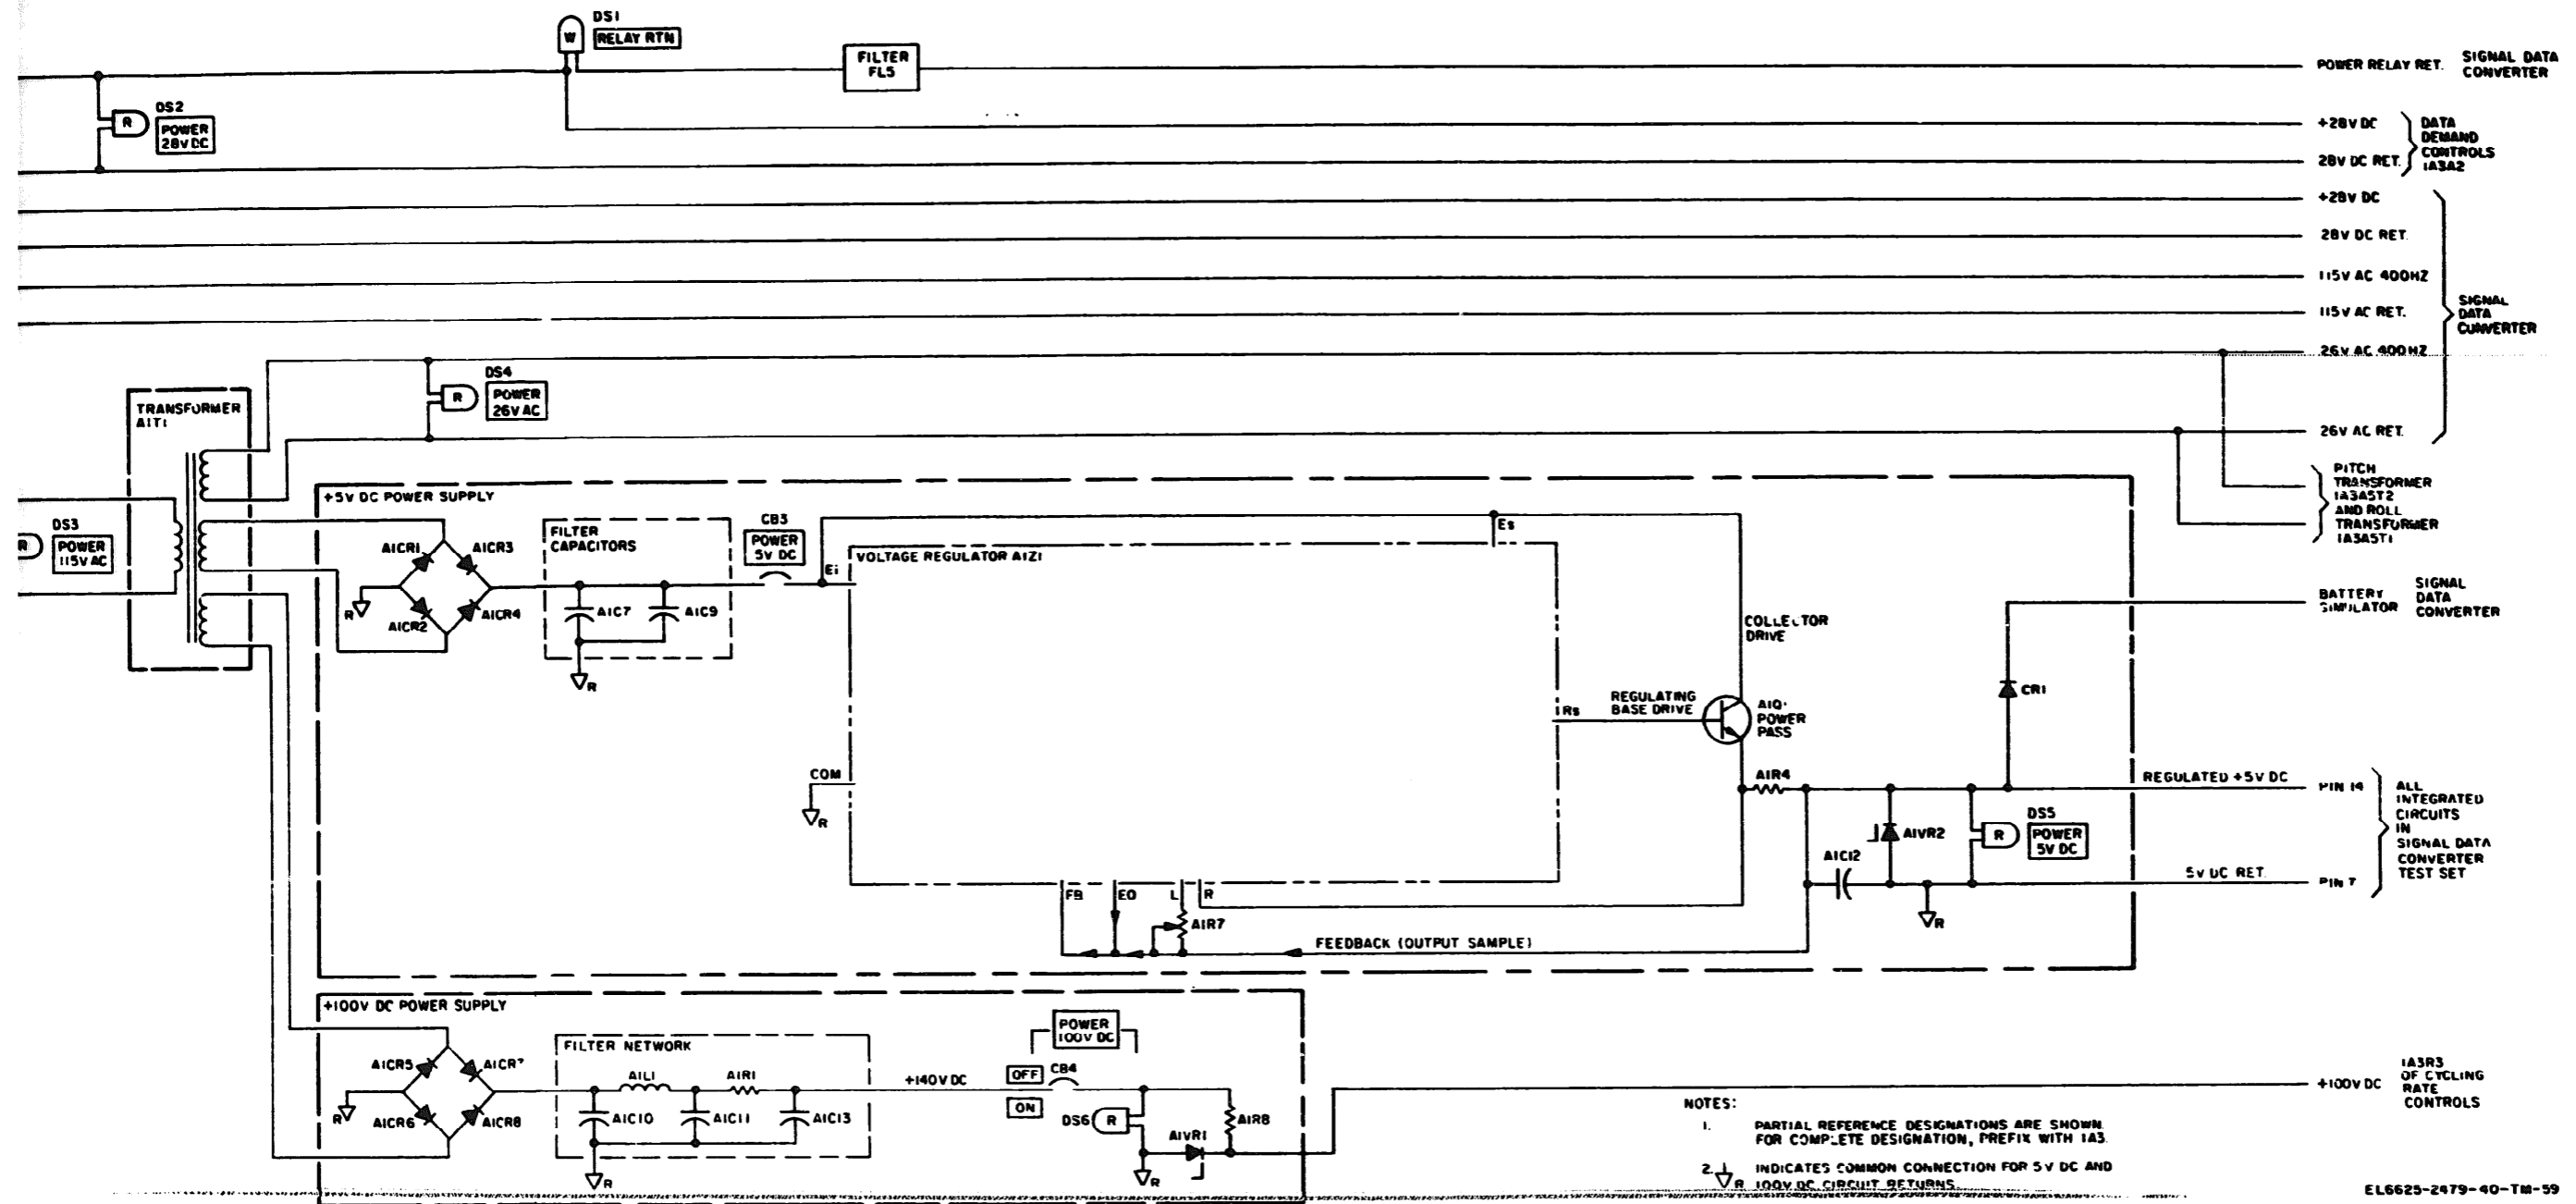 DS1
W
RELAY RTN
FILTER
FL5
POWER RELAY RET.
SIGNAL DATA
CONVERTER
DS2
R
POWER
28V DC
+28V DC
28V DC RET.
DATA
DEMAND
CONTROLS
1A3A2
+28V DC
28V DC RET.
115V AC 400HZ
115V AC RET.
26V AC 400HZ
26V AC RET.
SIGNAL
DATA
CONVERTER
DS4
R
POWER
26V AC
TRANSFORMER
A1T1
PITCH
TRANSFORMER
1A3A5T2
AND ROLL
TRANSFORMER
1A3A5T1
DS3
R
POWER
115V AC
+5V DC POWER SUPPLY
A1CR1
A1CR3
A1CR2
A1CR4
R
FILTER
CAPACITORS
A1C7
A1C9
R
CB3
POWER
5V DC
Ei
VOLTAGE REGULATOR A1Z1
Es
COLLECTOR
DRIVE
REGULATING
BASE DRIVE
Rs
A1Q1
POWER
PASS
COM
R
FB
EO
L
R
A1R7
FEEDBACK (OUTPUT SAMPLE)
A1R4
A1C12
A1VR2
R
DS5
POWER
5V DC
R
CR1
BATTERY
SIMULATOR
SIGNAL
DATA
CONVERTER
REGULATED +5V DC
PIN 14
5V DC RET.
PIN 7
ALL
INTEGRATED
CIRCUITS
IN
SIGNAL DATA
CONVERTER
TEST SET
+100V DC POWER SUPPLY
A1CR5
A1CR7
A1CR6
A1CR8
R
FILTER NETWORK
A1L1
A1R1
A1C10
A1C11
A1C13
R
+140V DC
POWER
100V DC
OFF
CB4
ON
DS6
R
A1VR1
A1R8
R
+100V DC
1A3R3
OF CYCLING
RATE
CONTROLS
NOTES:
1. PARTIAL REFERENCE DESIGNATIONS ARE SHOWN.
FOR COMPLETE DESIGNATION, PREFIX WITH 1A3.
2. R INDICATES COMMON CONNECTION FOR 5V DC AND
100V DC CIRCUIT RETURNS
EL6625-2479-40-TM-59